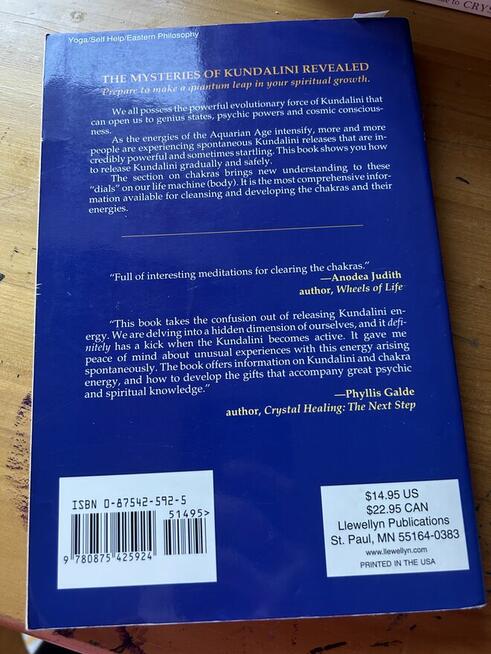 to CRYS
Yoga/Self Help/Eastern Philosophy
THE MYSTERIES OF KUNDALINI REVEALED
Prepare to make a quantum leap in your spiritual growth.
We all possess the powerful evolutionary force of Kundalini that
can open us to genius states, psychic powers and cosmic conscious-
ness.
As the energies of the Aquarian Age intensify, more and more
people are experiencing spontaneous Kundalini releases that are in-
credibly powerful and sometimes startling. This book shows you how
to release Kundalini gradually and safely.
The section on chakras brings new understanding to these
"dials" on our life machine (body). It is the most comprehensive infor-
mation available for cleansing and developing the chakras and their
energies.
"Full of interesting meditations for clearing the chakras."
—Anodea Judith
author, Wheels of Life
"This book takes the confusion out of releasing Kundalini en-
ergy. We are delving into a hidden dimension of ourselves, and it defi-
nitely has a kick when the Kundalini becomes active. It gave me
peace of mind about unusual experiences with this energy arising
spontaneously. The book offers information on Kundalini and chakra
energy, and how to develop the gifts that accompany great psychic
and spiritual knowledge."
—Phyllis Galde
author, Crystal Healing: The Next Step
ISBN 0-87542-592-5
51495>
9 780875 425924
$14.95 US
$22.95 CAN
Llewellyn Publications
St. Paul, MN 55164-0383
www.llewellyn.com
PRINTED IN THE USA